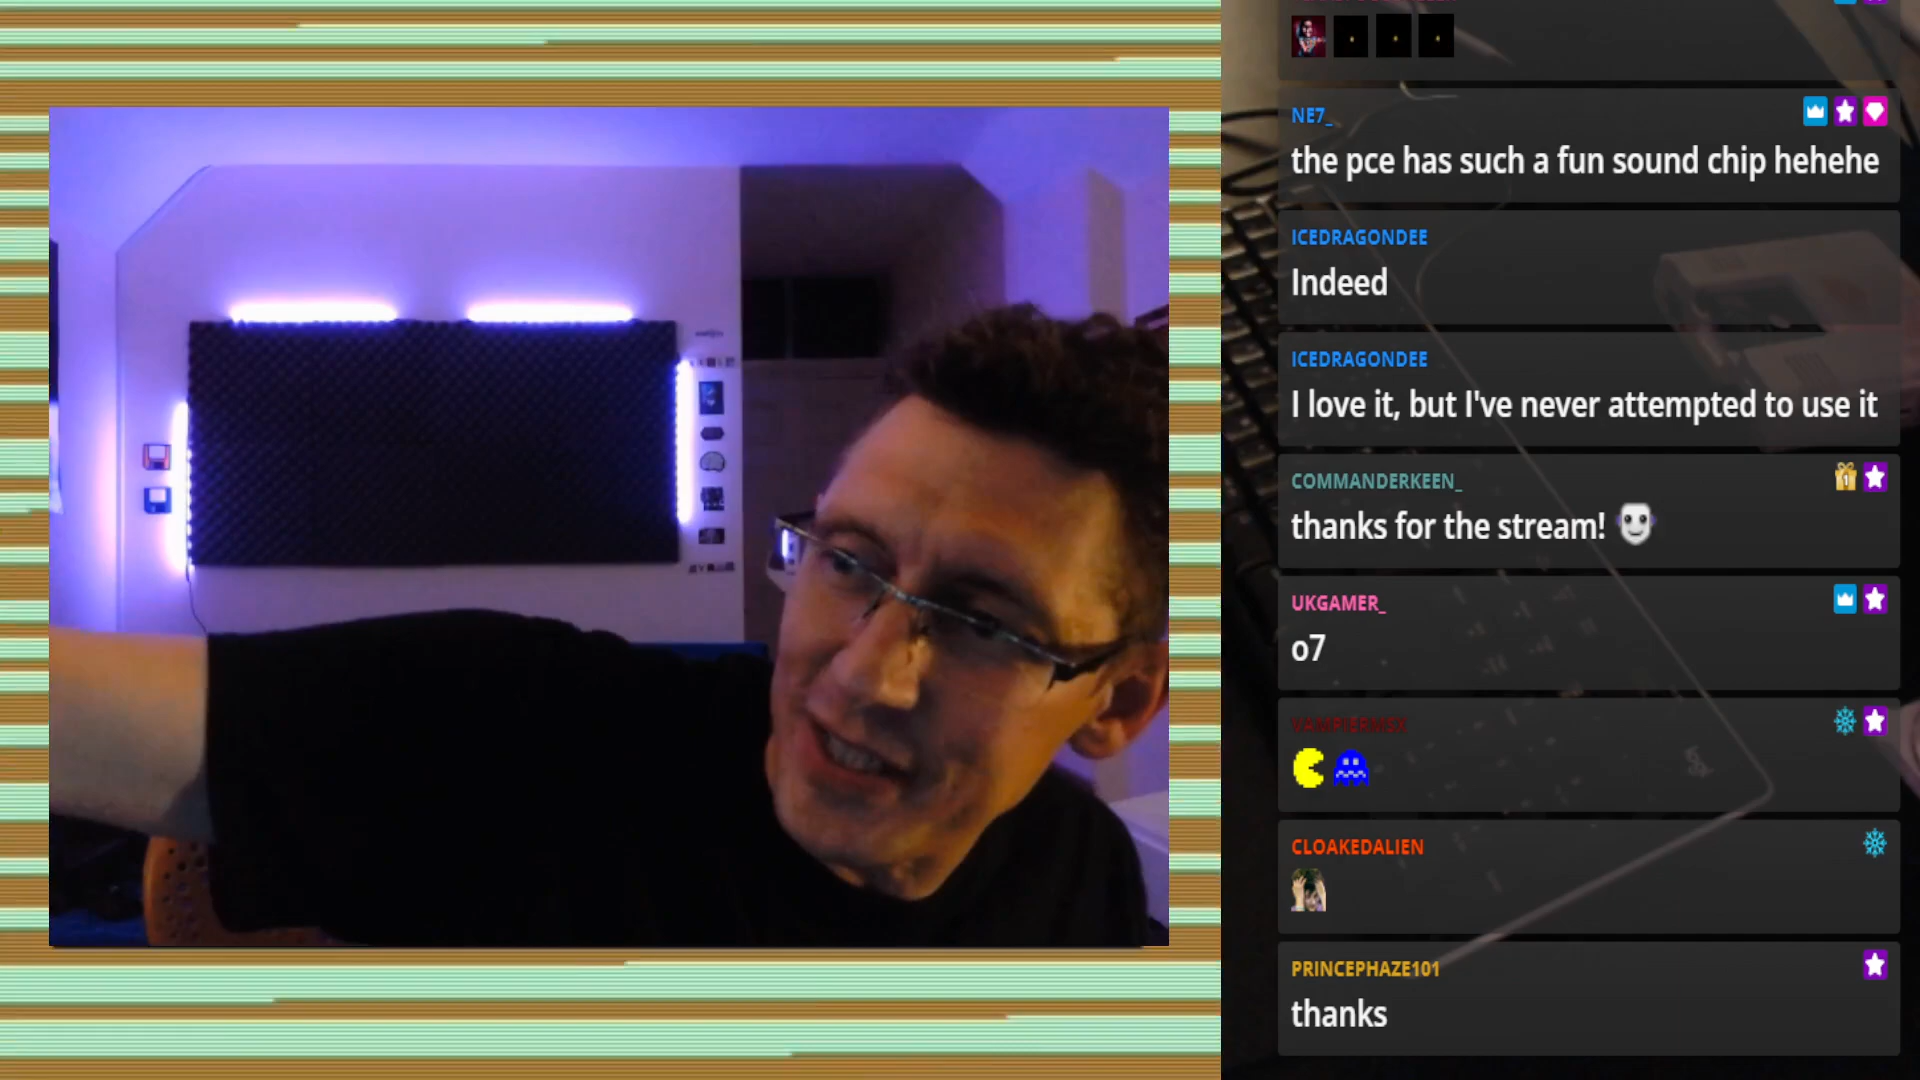 NE7_
the pce has such a fun sound chip hehehe
ICEDRAGONDEE
Indeed
ICEDRAGONDEE
I love it, but I've never attempted to use it
COMMANDERKEEN_
thanks for the stream!
UKGAMER_
o7
CLOAKEDALIEN
PRINCEPHAZE101
thanks